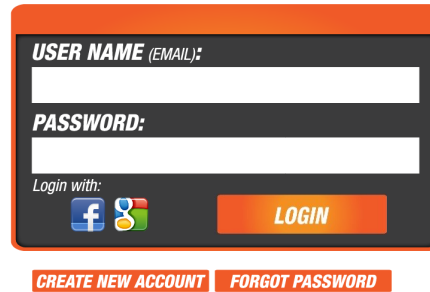 USER NAME (EMAIL):
PASSWORD:
Login with:
f g
LOGIN
CREATE NEW ACCOUNT FORGOT PASSWORD